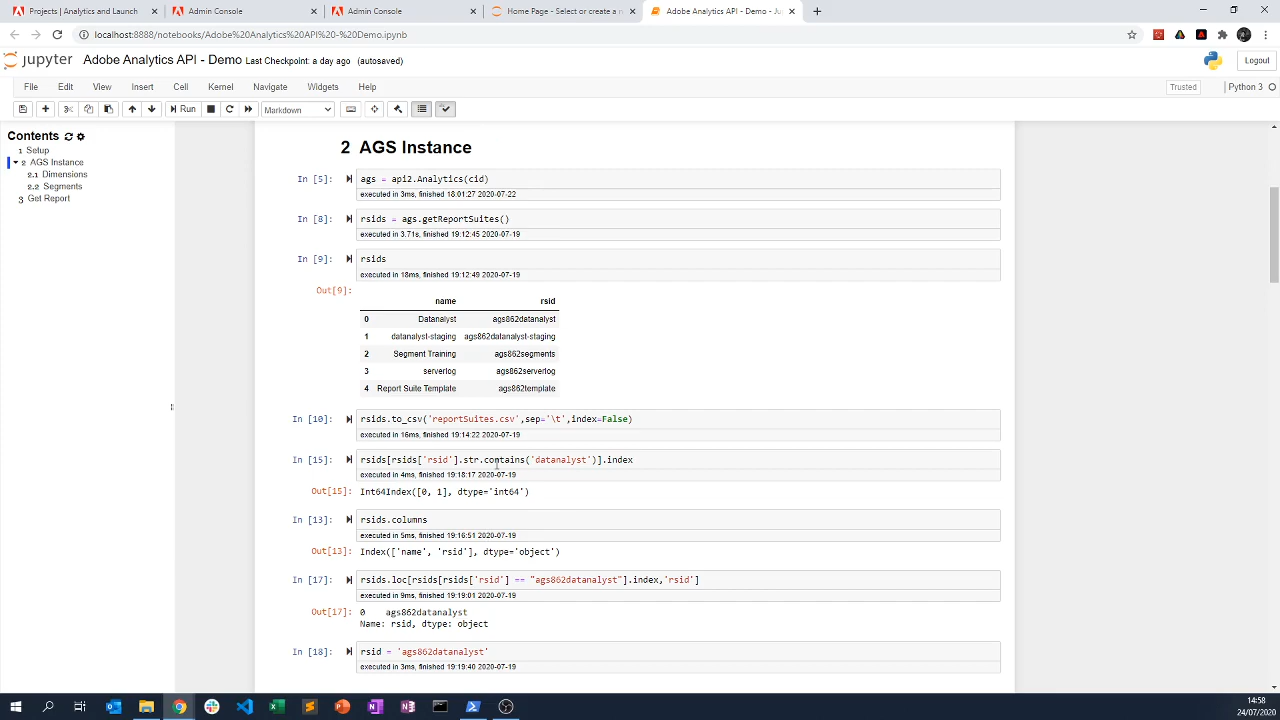 Projects | Analytics and Launch
Admin Console
Admin Console
Home Page - Select or create a n
Adobe Analytics API - Demo - Ju
localhost:8888/notebooks/Adobe%20Analytics%20API%20-%20Demo.ipynb
jupyter Adobe Analytics API - Demo Last Checkpoint: a day ago (autosaved) Logout
File Edit View Insert Cell Kernel Navigate Widgets Help Trusted Python 3
Run Markdown
Contents
1 Setup
2 AGS Instance
2.1 Dimensions
2.2 Segments
3 Get Report
2 AGS Instance
In [5]: ags = api2.Analytics(cid)
executed in 3ms, finished 18:01:27 2020-07-22
In [8]: rsids = ags.getReportSuites()
executed in 3.71s, finished 19:12:45 2020-07-19
In [9]: rsids
executed in 18ms, finished 19:12:49 2020-07-19
Out[9]:
name rsid
0 Datanalyst ags862datanalyst
1 datanalyst-staging ags862datanalyst-staging
2 Segment Training ags862segments
3 serverlog ags862serverlog
4 Report Suite Template ags862template
In [10]: rsids.to_csv('reportSuites.csv',sep='\t',index=False)
executed in 16ms, finished 19:14:22 2020-07-19
In [15]: rsids[rsids['rsid'].str.contains('datanalyst')].index
executed in 4ms, finished 19:18:17 2020-07-19
Out[15]: Int64Index([0, 1], dtype='int64')
In [13]: rsids.columns
executed in 5ms, finished 19:16:51 2020-07-19
Out[13]: Index(['name', 'rsid'], dtype='object')
In [17]: rsids.loc[rsids[rsids['rsid'] == "ags862datanalyst"].index,'rsid']
executed in 9ms, finished 19:19:01 2020-07-19
Out[17]: 0 ags862datanalyst
Name: rsid, dtype: object
In [18]: rsid = 'ags862datanalyst'
executed in 3ms, finished 19:19:40 2020-07-19
14:58
24/07/2020